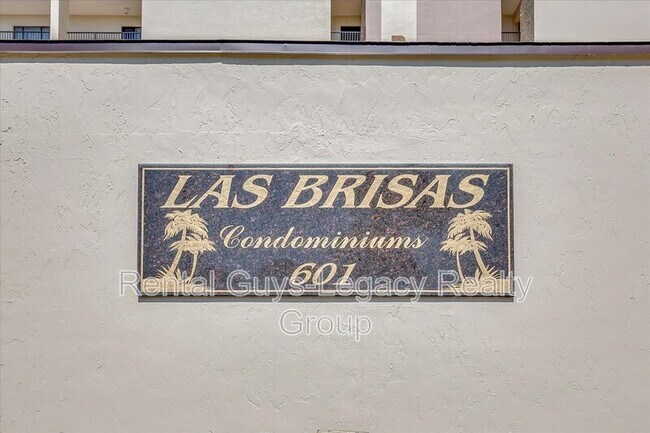 LAS BRISAS
Condominiums
601
Rental Guys-Legacy Realty
Group